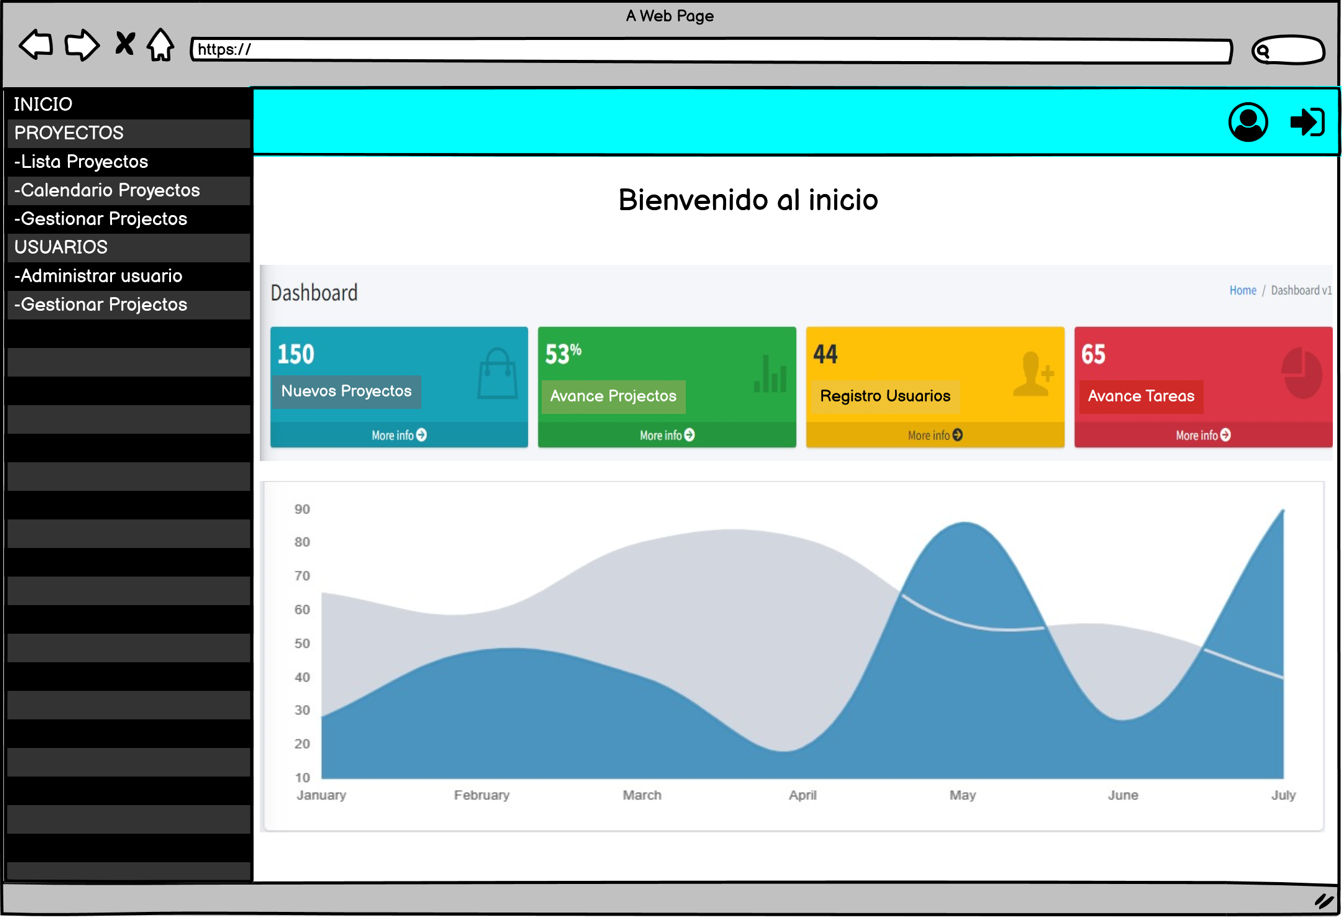 A Web Page
https://
INICIO
PROYECTOS
-Lista Proyectos
-Calendario Proyectos
-Gestionar Projectos
USUARIOS
-Administrar usuario
-Gestionar Projectos
Bienvenido al inicio
Dashboard
Home / Dashboard v1
150
Nuevos Proyectos
More info
53%
Avance Projectos
More info
44
Registro Usuarios
More info
65
Avance Tareas
More info
90
80
70
60
50
40
30
20
10
January February March April May June July